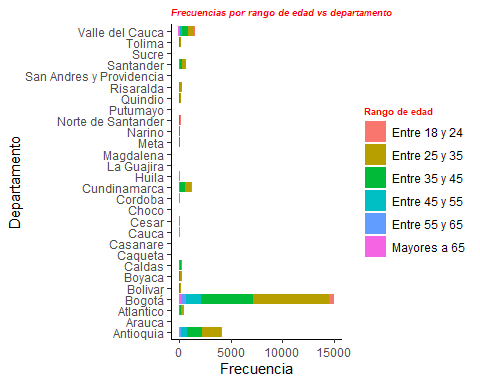 Frecuencias por rango de edad vs departamento
Departamento
Valle del Cauca
Tolima
Sucre
Santander
San Andres y Providencia
Risaralda
Quindio
Putumayo
Norte de Santander
Narino
Meta
Magdalena
La Guajira
Huila
Cundinamarca
Cordoba
Choco
Cesar
Cauca
Casanare
Caqueta
Caldas
Boyaca
Bolivar
Bogotá
Atlantico
Arauca
Antioquia
0 5000 10000 15000
Frecuencia
Rango de edad
Entre 18 y 24
Entre 25 y 35
Entre 35 y 45
Entre 45 y 55
Entre 55 y 65
Mayores a 65